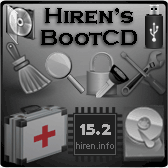 HIREN'S
BOOTCD
15.2
hiren.info